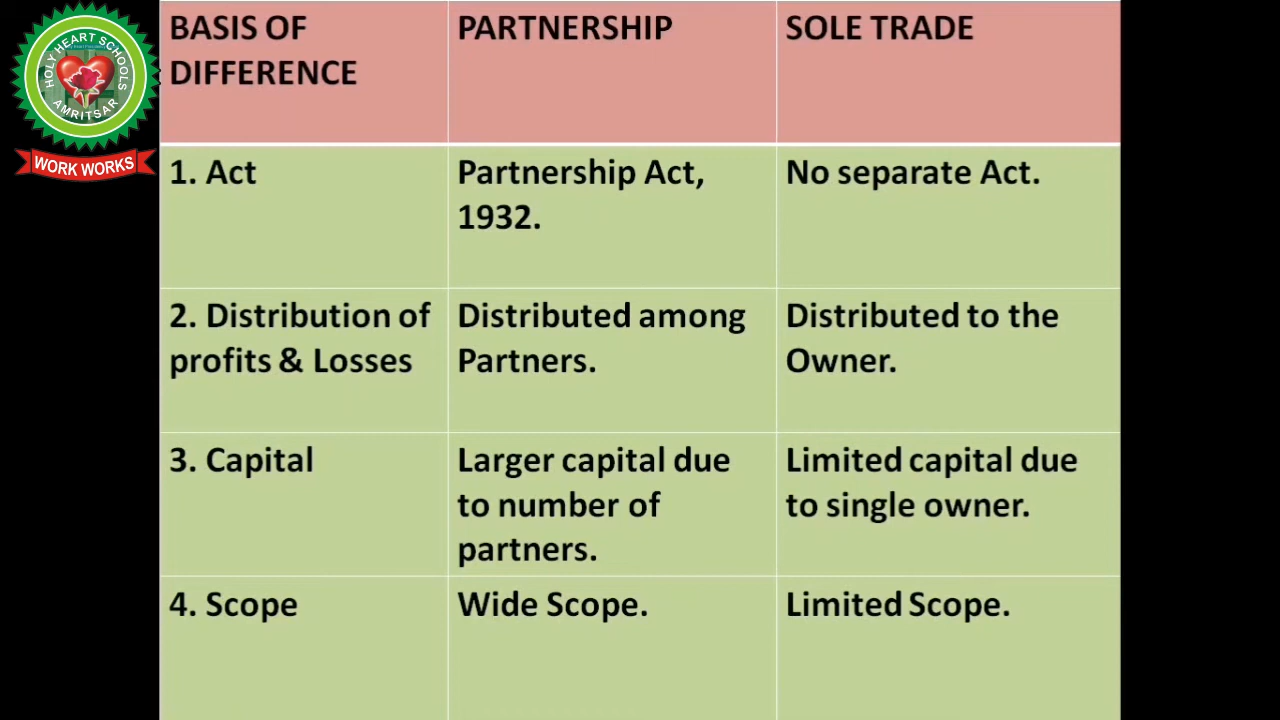 HOLY HEART SCHOOLS
AMRITSAR
WORK WORKS
BASIS OF
DIFFERENCE
PARTNERSHIP
SOLE TRADE
1. Act
Partnership Act,
1932.
No separate Act.
2. Distribution of
profits & Losses
Distributed among
Partners.
Distributed to the
Owner.
3. Capital
Larger capital due
to number of
partners.
Limited capital due
to single owner.
4. Scope
Wide Scope.
Limited Scope.